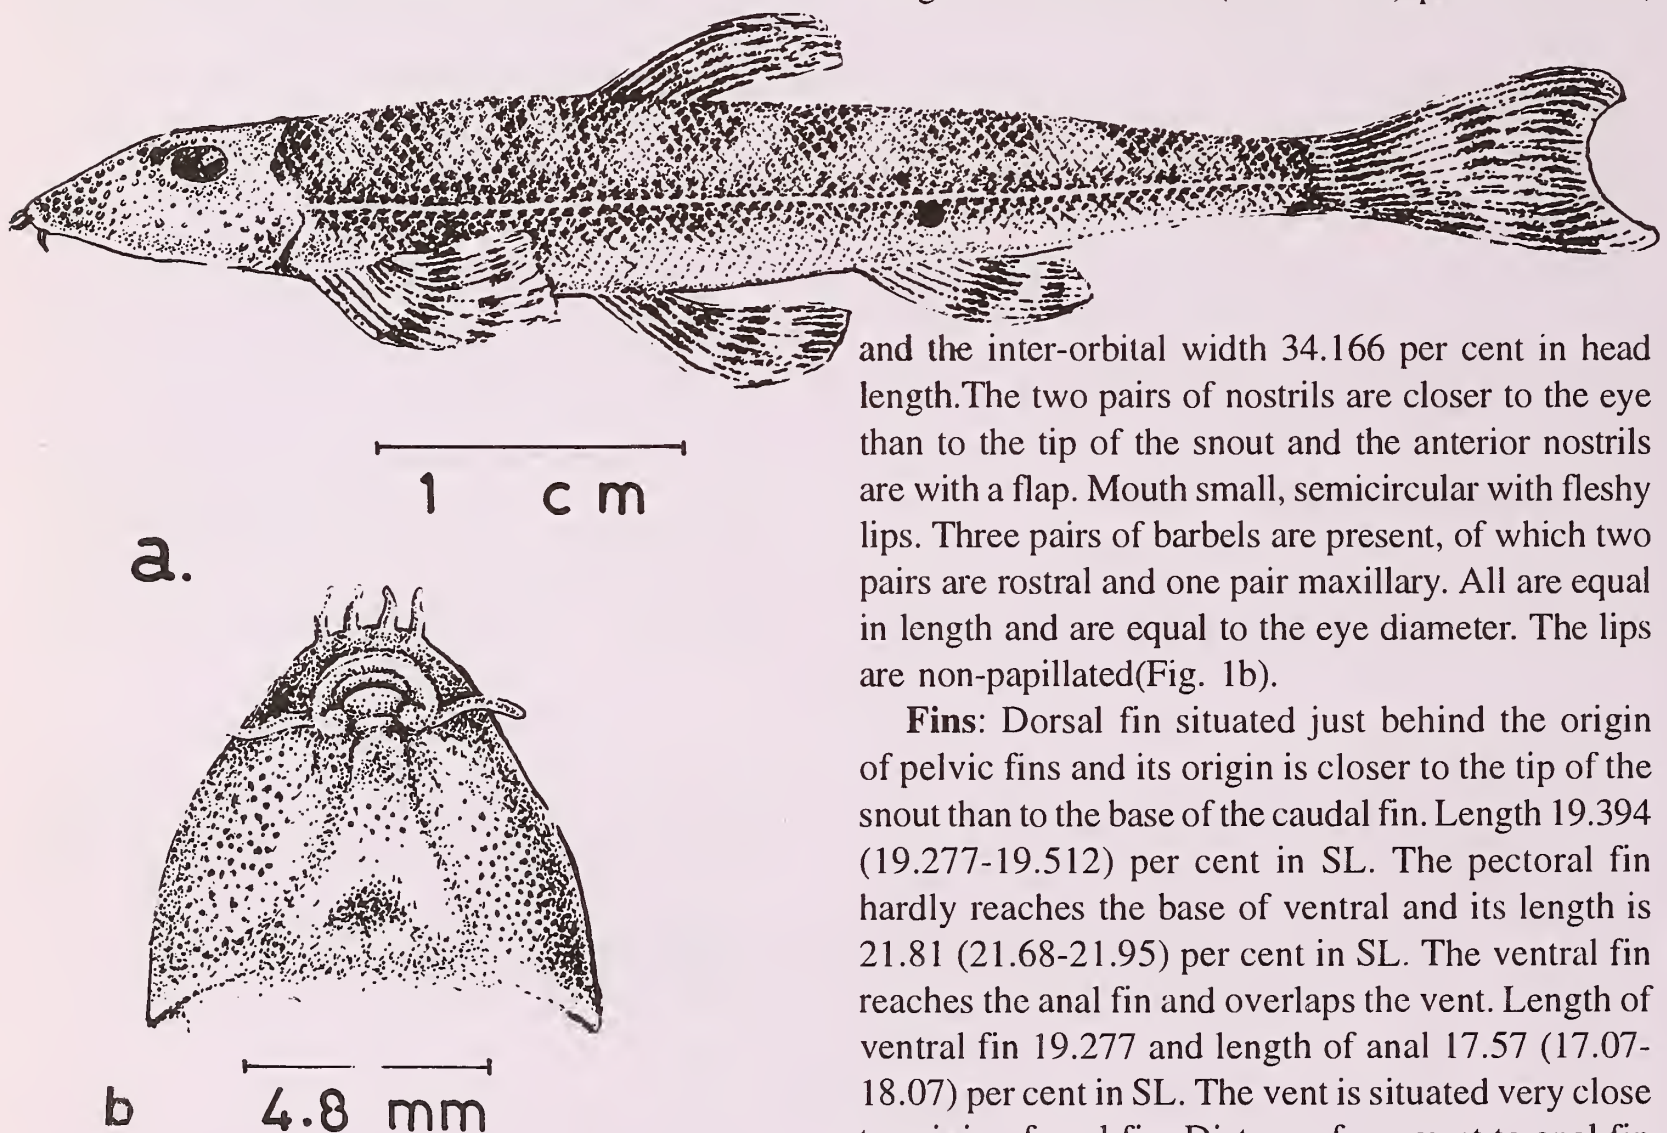 and the inter-orbital width 34.166 per cent in head
length.The two pairs of nostrils are closer to the eye
than to the tip of the snout and the anterior nostrils
are with a flap. Mouth small, semicircular with fleshy
lips. Three pairs of barbels are present, of which two
pairs are rostral and one pair maxillary. All are equal
in length and are equal to the eye diameter. The lips
are non-papillated(Fig. 1b).
Fins: Dorsal fin situated just behind the origin
of pelvic fins and its origin is closer to the tip of the
snout than to the base of the caudal fin. Length 19.394
(19.277-19.512) per cent in SL. The pectoral fin
hardly reaches the base of ventral and its length is
21.81 (21.68-21.95) per cent in SL. The ventral fin
reaches the anal fin and overlaps the vent. Length of
ventral fin 19.277 and length of anal 17.57 (17.07-
18.07) per cent in SL. The vent is situated very close
1 cm
a.
b 4.8 mm